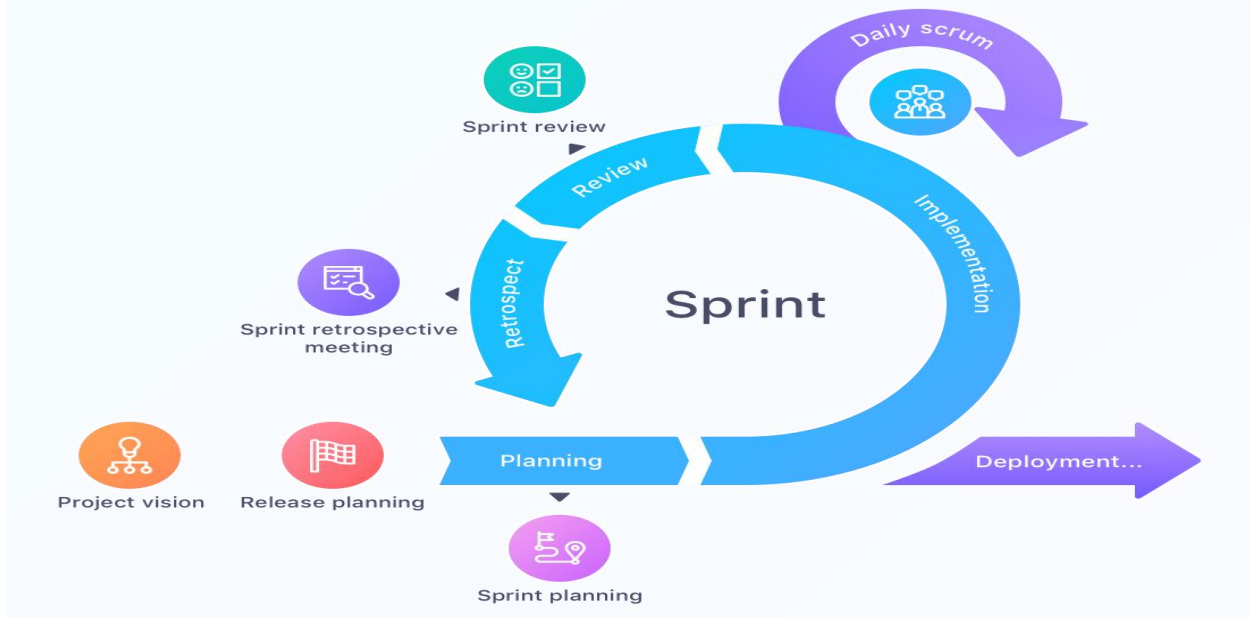 Daily scrum
Sprint review
Review
Implementation
Retrospect
Sprint
Sprint retrospective
meeting
Planning
Deployment...
Project vision
Release planning
Sprint planning